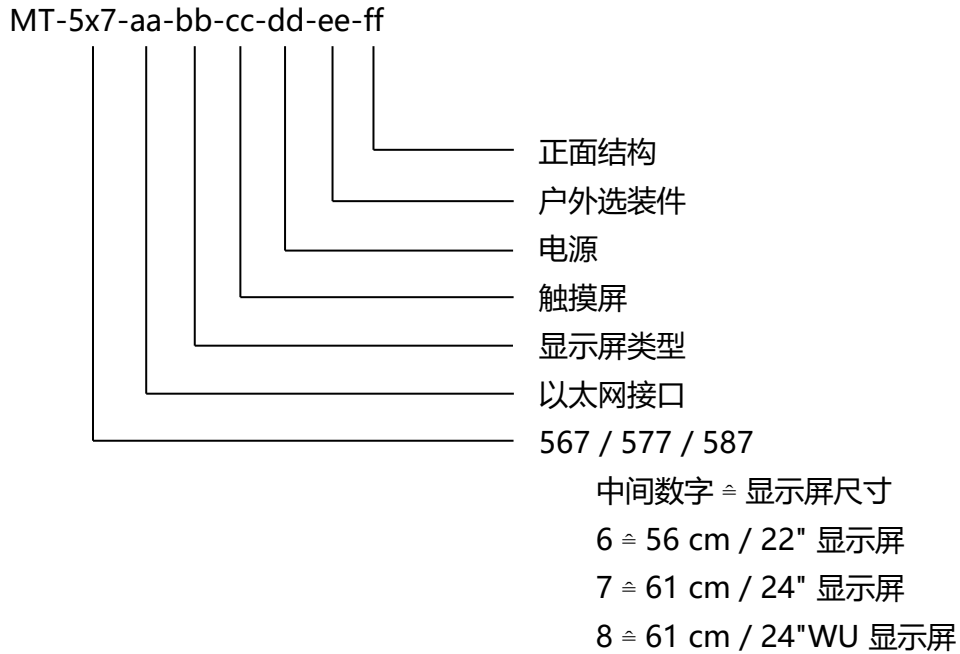 MT-5x7-aa-bb-cc-dd-ee-ff
正面结构
户外选装件
电源
触摸屏
显示屏类型
以太网接口
567 / 577 / 587
中间数字 ≙ 显示屏尺寸
6 ≙ 56 cm / 22" 显示屏
7 ≙ 61 cm / 24" 显示屏
8 ≙ 61 cm / 24"WU 显示屏